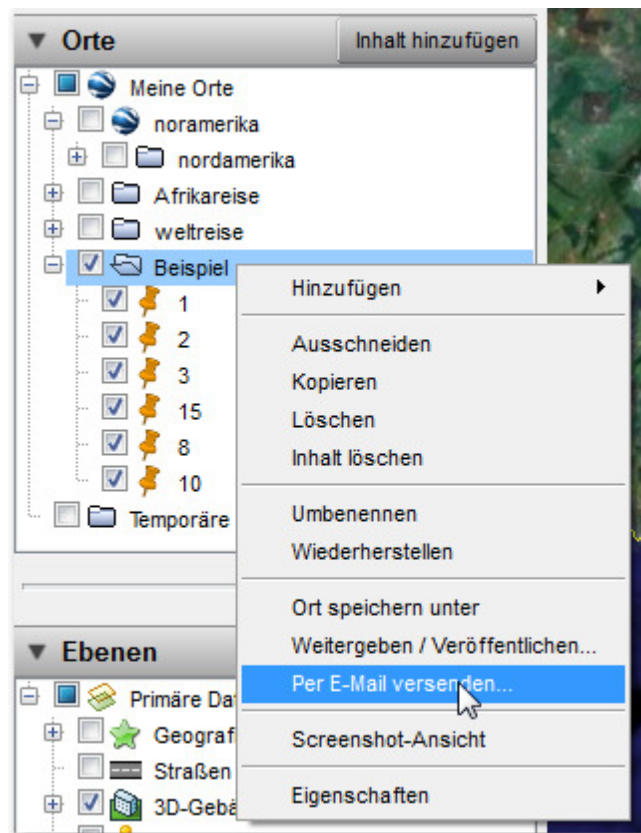 Orte
Inhalt hinzufügen
Meine Orte
noramerika
nordamerika
Afrikareise
weltreise
Beispiel
1
2
3
15
8
10
Temporäre
Hinzufügen
Ausschneiden
Kopieren
Löschen
Inhalt löschen
Umbenennen
Wiederherstellen
Ort speichern unter
Weitergeben / Veröffentlichen...
Per E-Mail versenden...
Screenshot-Ansicht
Eigenschaften
Ebenen
Primäre Da
Geograf
Straßen
3D-Gebä